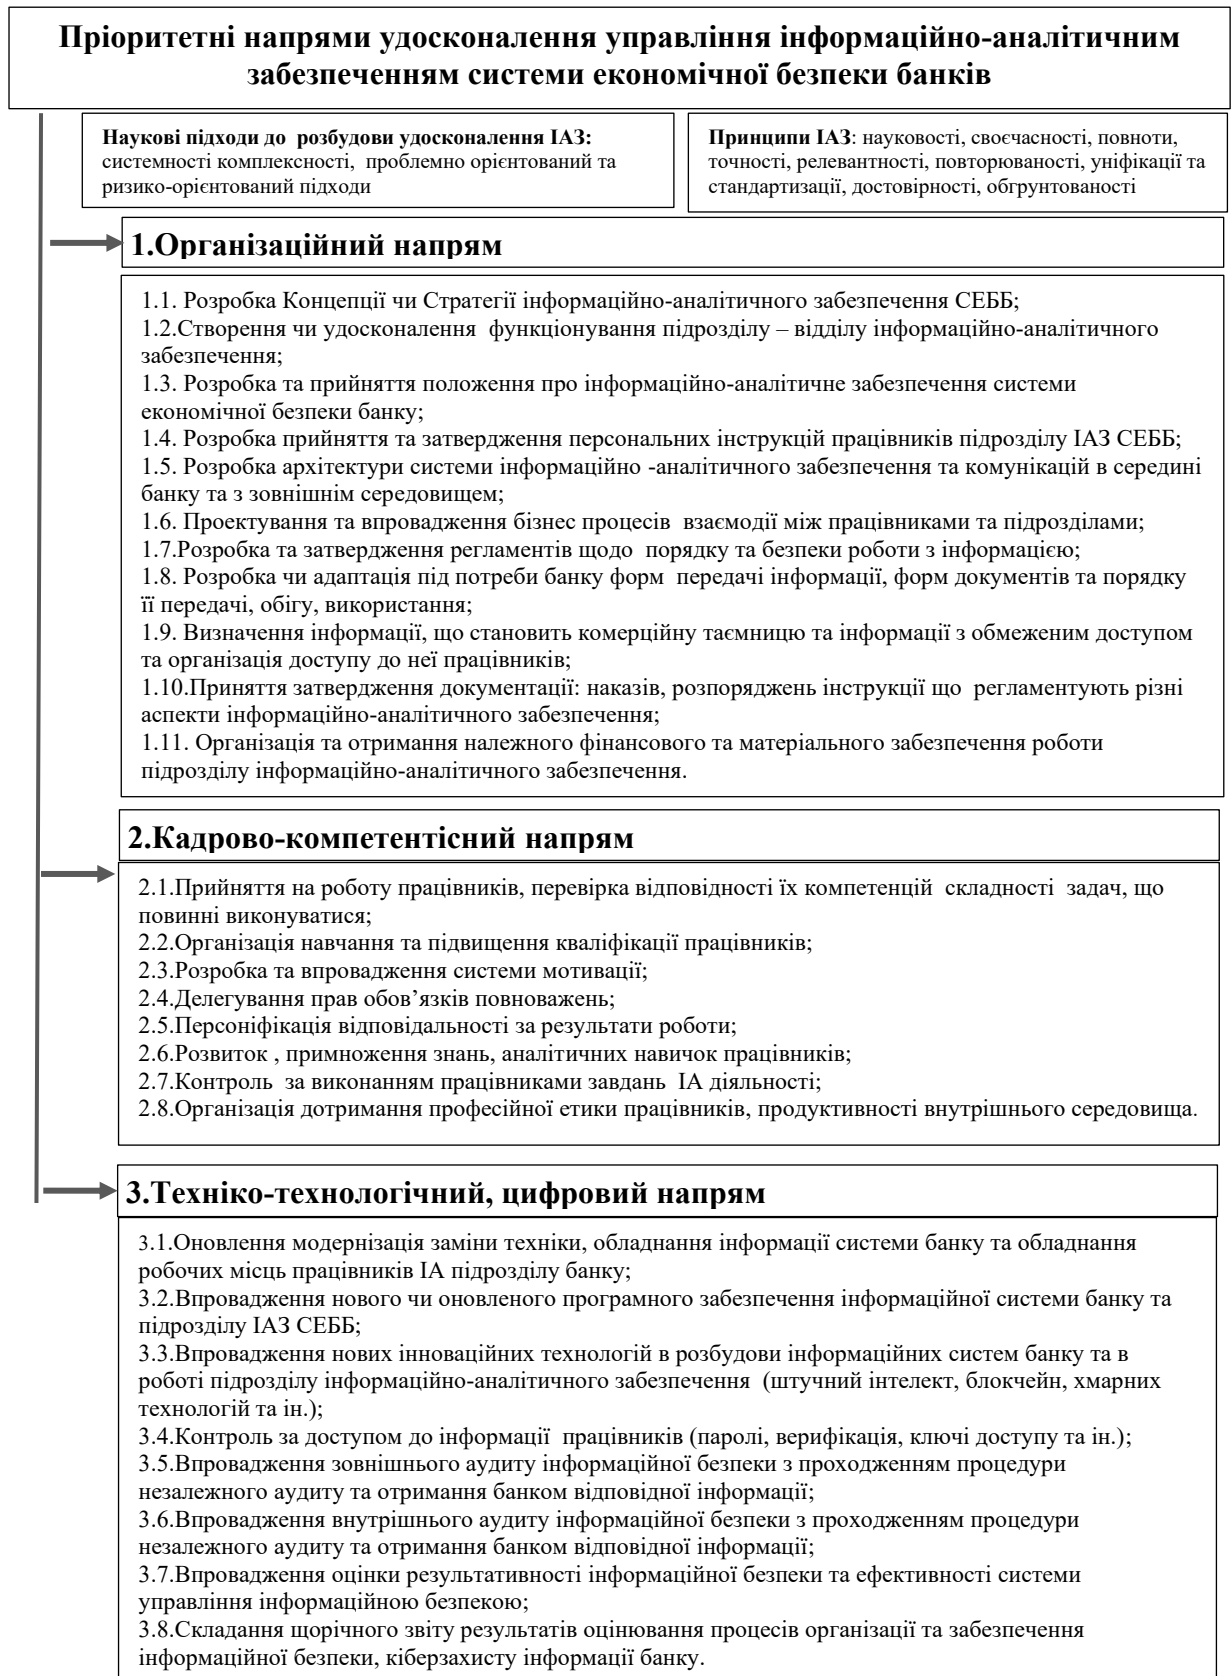 Пріоритетні напрями удосконалення управління інформаційно-аналітичним
забезпеченням системи економічної безпеки банків
Наукові підходи до розбудови удосконалення ІАЗ:
системності комплексності, проблемно орієнтований та
ризико-орієнтований підходи
Принципи ІАЗ: науковості, своєчасності, повноти,
точності, релевантності, повторюваності, уніфікації та
стандартизації, достовірності, обгрунтованості
1.Організаційний напрям
1.1. Розробка Концепції чи Стратегії інформаційно-аналітичного забезпечення СЕББ;
1.2.Створення чи удосконалення функціонування підрозділу – відділу інформаційно-аналітичного
забезпечення;
1.3. Розробка та прийняття положення про інформаційно-аналітичне забезпечення системи
економічної безпеки банку;
1.4. Розробка прийняття та затвердження персональних інструкцій працівників підрозділу ІАЗ СЕББ;
1.5. Розробка архітектури системи інформаційно -аналітичного забезпечення та комунікацій в середині
банку та з зовнішнім середовищем;
1.6. Проектування та впровадження бізнес процесів взаємодії між працівниками та підрозділами;
1.7.Розробка та затвердження регламентів щодо порядку та безпеки роботи з інформацією;
1.8. Розробка чи адаптація під потреби банку форм передачі інформації, форм документів та порядку
її передачі, обігу, використання;
1.9. Визначення інформації, що становить комерційну таємницю та інформації з обмеженим доступом
та організація доступу до неї працівників;
1.10.Приняття затвердження документації: наказів, розпоряджень інструкції що регламентують різні
аспекти інформаційно-аналітичного забезпечення;
1.11. Організація та отримання належного фінансового та матеріального забезпечення роботи
підрозділу інформаційно-аналітичного забезпечення.
2.Кадрово-компетентісний напрям
2.1.Прийняття на роботу працівників, перевірка відповідності їх компетенцій складності задач, що
повинні виконуватися;
2.2.Організація навчання та підвищення кваліфікації працівників;
2.3.Розробка та впровадження системи мотивації;
2.4.Делегування прав обов’язків повноважень;
2.5.Персоніфікація відповідальності за результати роботи;
2.6.Розвиток , примноження знань, аналітичних навичок працівників;
2.7.Контроль за виконанням працівниками завдань ІА діяльності;
2.8.Організація дотримання професійної етики працівників, продуктивності внутрішнього середовища.
3.Техніко-технологічний, цифровий напрям
3.1.Оновлення модернізація заміни техніки, обладнання інформації системи банку та обладнання
робочих місць працівників ІА підрозділу банку;
3.2.Впровадження нового чи оновленого програмного забезпечення інформаційної системи банку та
підрозділу ІАЗ СЕББ;
3.3.Впровадження нових інноваційних технологій в розбудови інформаційних систем банку та в
роботі підрозділу інформаційно-аналітичного забезпечення (штучний інтелект, блокчейн, хмарних
технологій та ін.);
3.4.Контроль за доступом до інформації працівників (паролі, верифікація, ключі доступу та ін.);
3.5.Впровадження зовнішнього аудиту інформаційної безпеки з проходженням процедури
незалежного аудиту та отримання банком відповідної інформації;
3.6.Впровадження внутрішнього аудиту інформаційної безпеки з проходженням процедури
незалежного аудиту та отримання банком відповідної інформації;
3.7.Впровадження оцінки результативності інформаційної безпеки та ефективності системи
управління інформаційною безпекою;
3.8.Складання щорічного звіту результатів оцінювання процесів організації та забезпечення
інформаційної безпеки, кіберзахисту інформації банку.